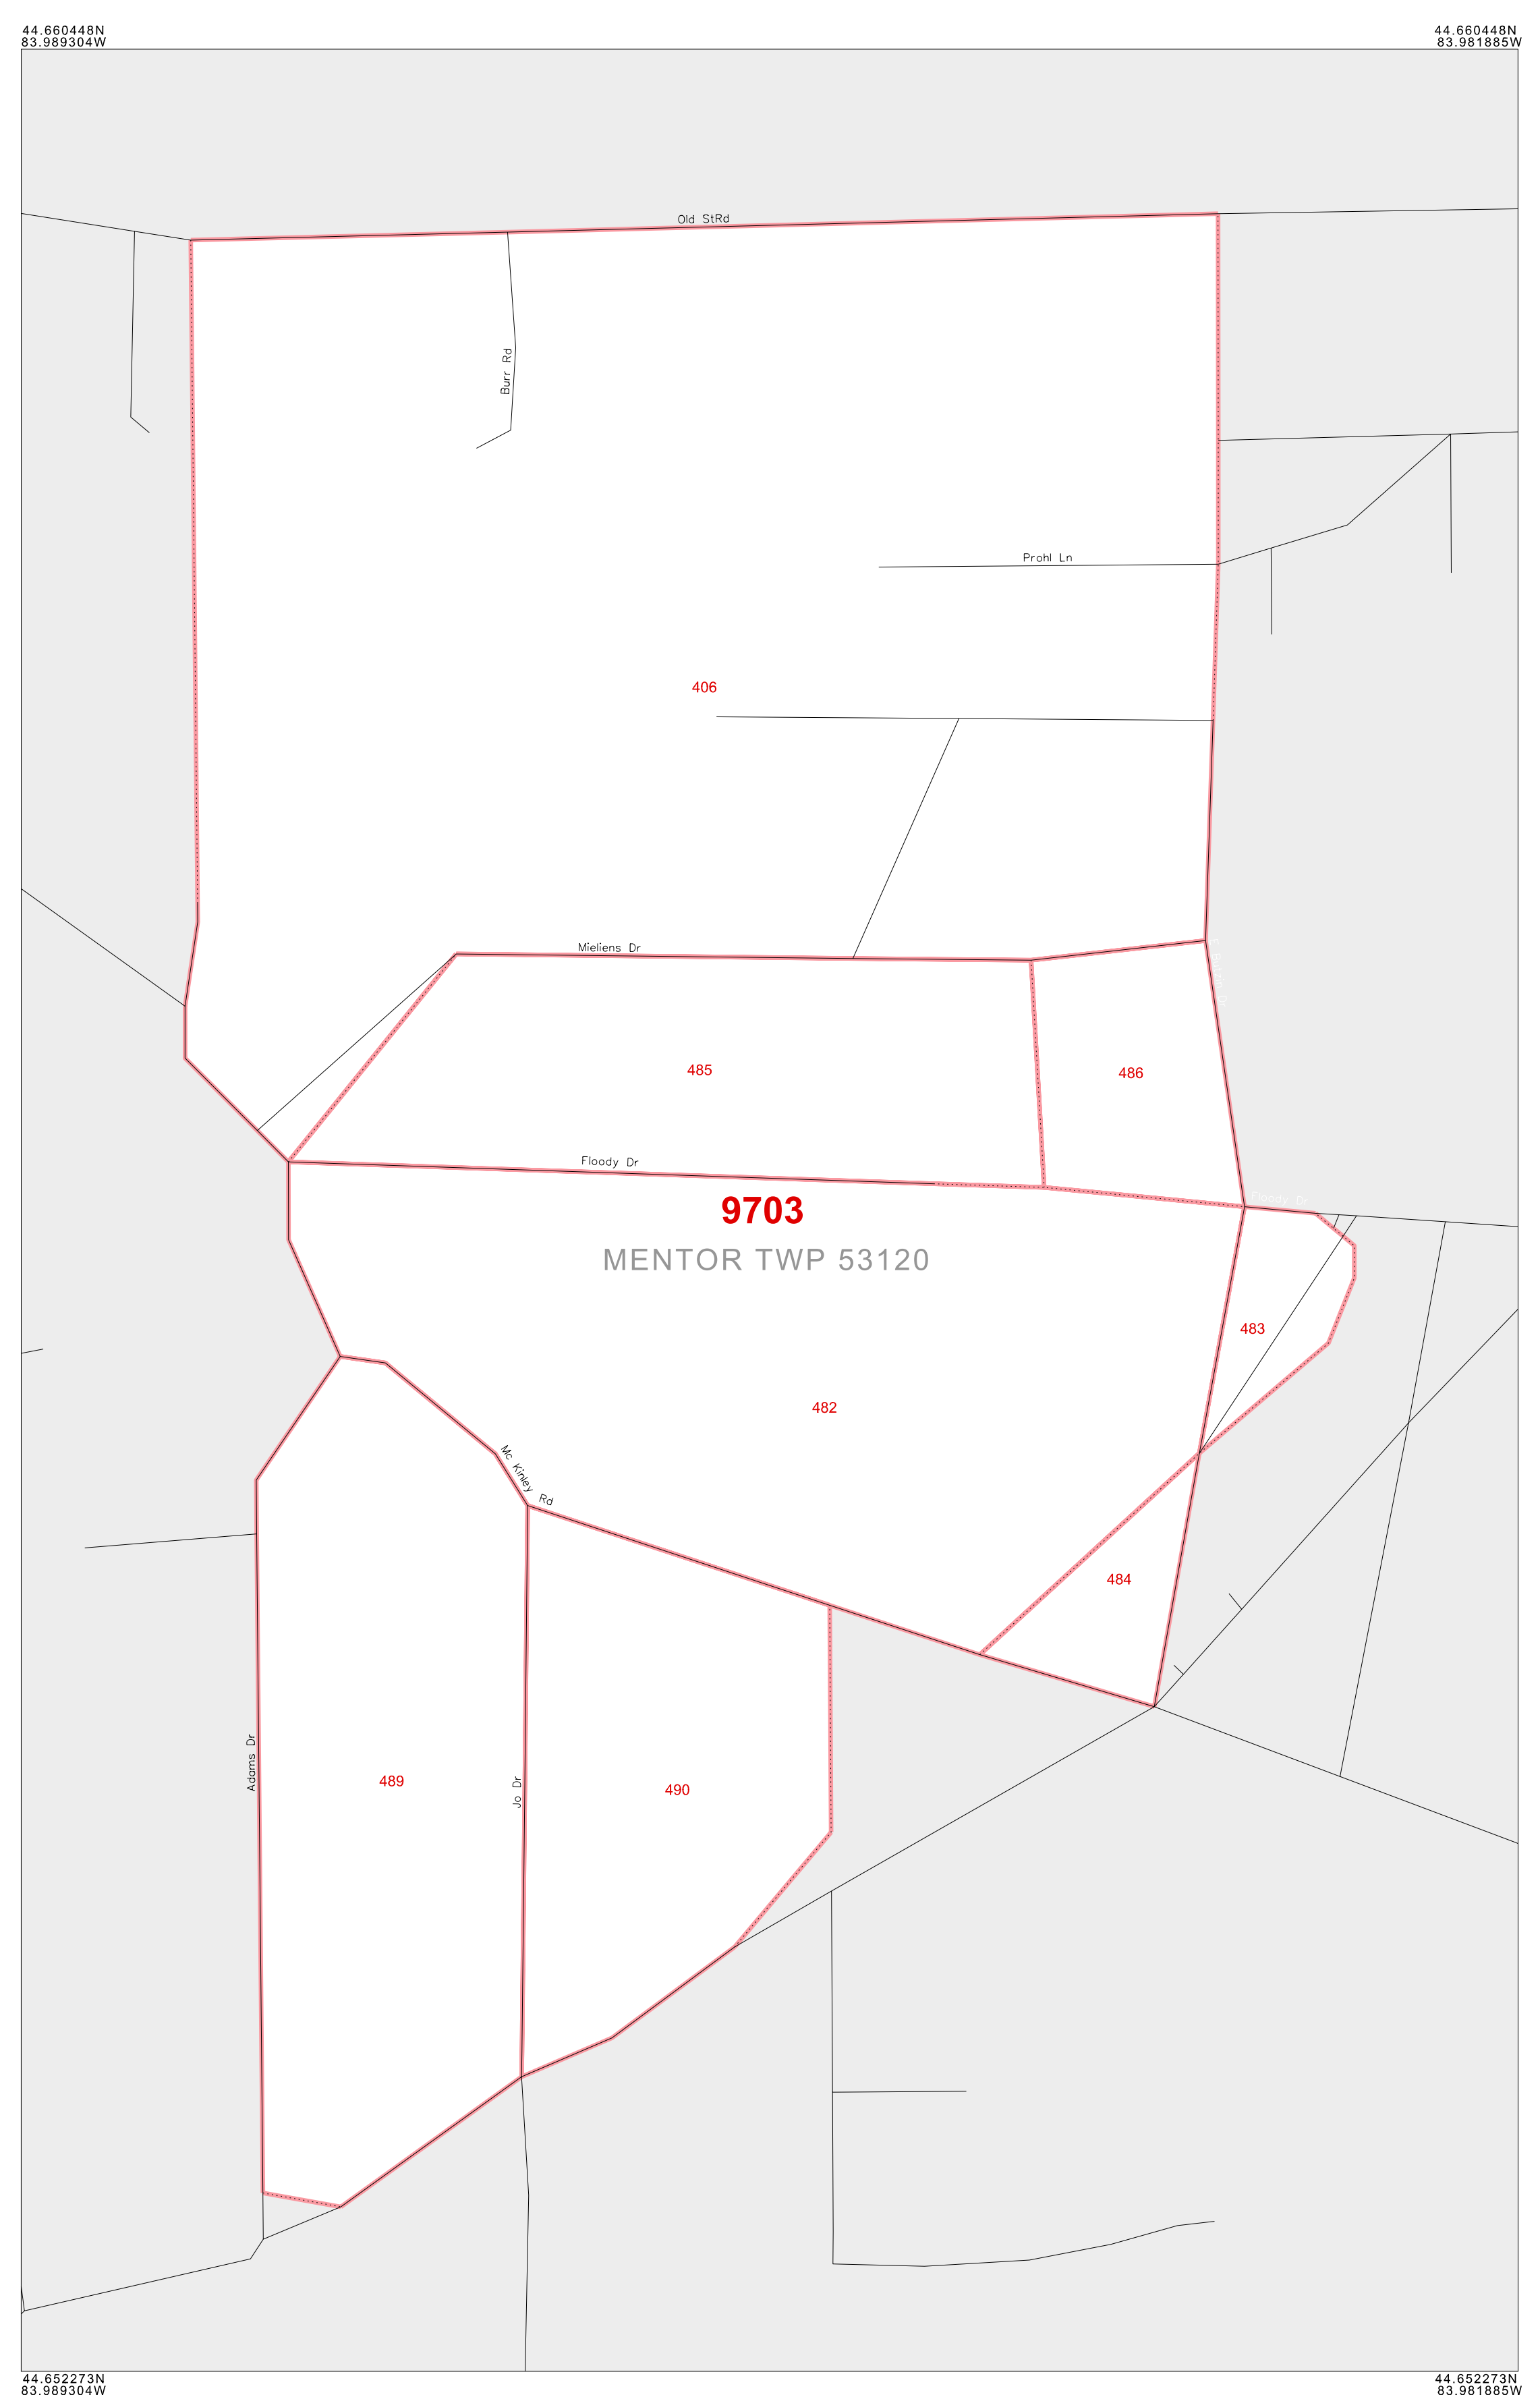 44.660448N
83.989304W
44.660448N
83.981885W
Old StRd
Burr Rd
Prohl Ln
406
Mieliens Dr
485
486
Floody Dr
Floody Dr
9703
MENTOR TWP 53120
483
482
Mc Kinley Rd
484
Adams Dr
489
Jo Dr
490
44.652273N
83.989304W
44.652273N
83.981885W